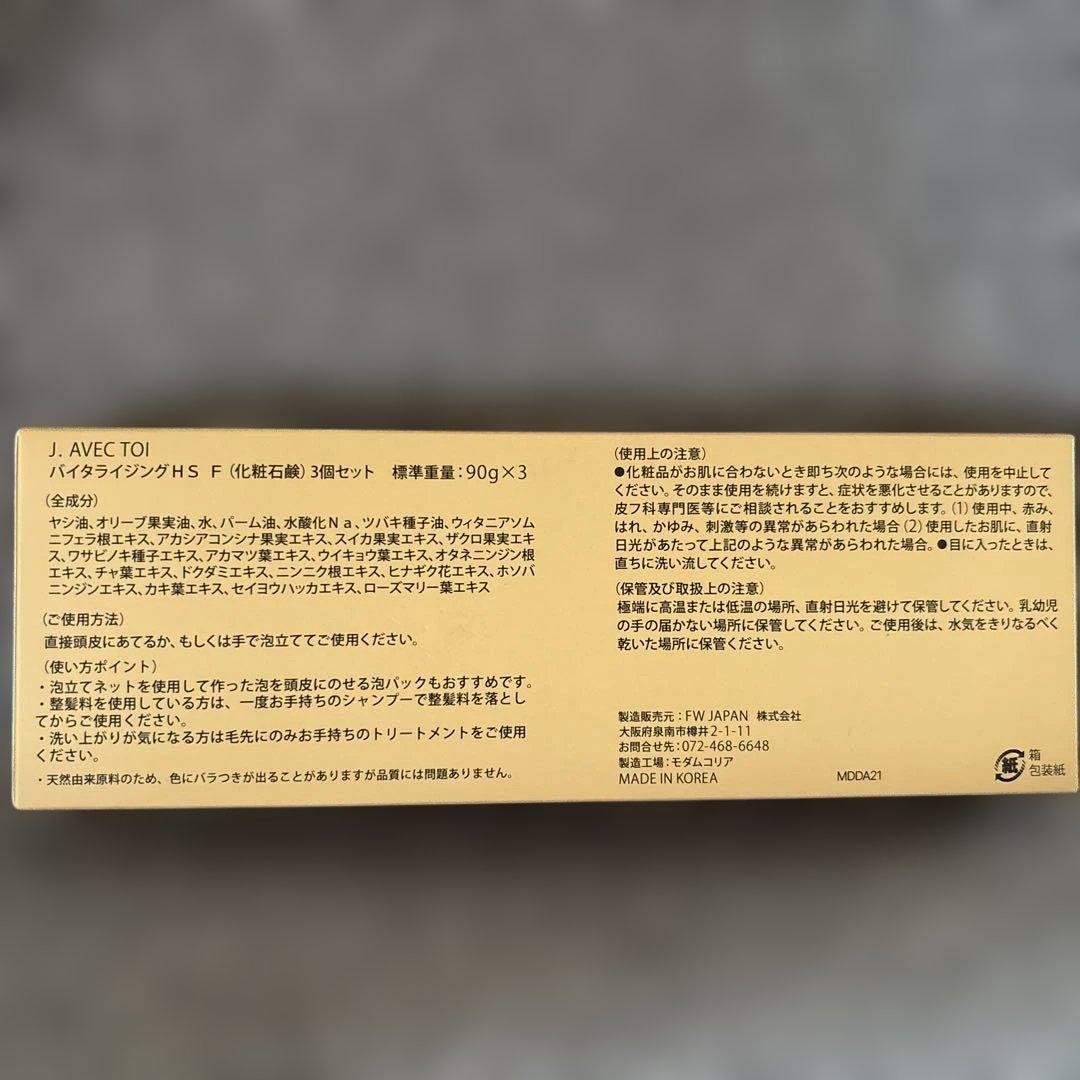 J. AVEC TOI
バイタライジングHS F（化粧石鹸）3個セット 標準重量：90g×3
（全成分）
ヤシ油、オリーブ果実油、水、パーム油、水酸化Na、ツバキ種子油、ウィタニアソム
ニフェラ根エキス、アカシアコンシナ果実エキス、スイカ果実エキス、ザクロ果実エキ
ス、ワサビノキ種子エキス、アカマツ葉エキス、ウイキョウ葉エキス、オタネニンジン根
エキス、チャ葉エキス、ドクダミエキス、ニンニク根エキス、ヒナギク花エキス、ホソバ
ニンジンエキス、カキ葉エキス、セイヨウハッカエキス、ローズマリー葉エキス
（ご使用方法）
直接頭皮にあてるか、もしくは手で泡立ててご使用ください。
（使い方ポイント）
・泡立てネットを使用して作った泡を頭皮にのせる泡パックもおすすめです。
・整髪料を使用している方は、一度お手持ちのシャンプーで整髪料を落とし
てからご使用ください。
・洗い上がりが気になる方は毛先にのみお手持ちのトリートメントをご使用
ください。
・天然由来原料のため、色にバラつきが出ることがありますが品質には問題ありません。
（使用上の注意）
●化粧品がお肌に合わないとき即ち次のような場合には、使用を中止して
ください。そのまま使用を続けますと、症状を悪化させることがありますので、
皮フ科専門医等にご相談されることをおすすめします。（1）使用中、赤み、
はれ、かゆみ、刺激等の異常があらわれた場合（2）使用したお肌に、直射
日光があたって上記のような異常があらわれた場合。●目に入ったときは、
直ちに洗い流してください。
（保管及び取扱上の注意）
極端に高温または低温の場所、直射日光を避けて保管してください。乳幼児
の手の届かない場所に保管してください。ご使用後は、水気をきりなるべく
乾いた場所に保管ください。
製造販売元：FW JAPAN 株式会社
大阪府泉南市樽井2-1-11
お問合せ先：072-468-6648
製造工場：モダムコリア
MADE IN KOREA
MDDA21
紙
箱
包装紙